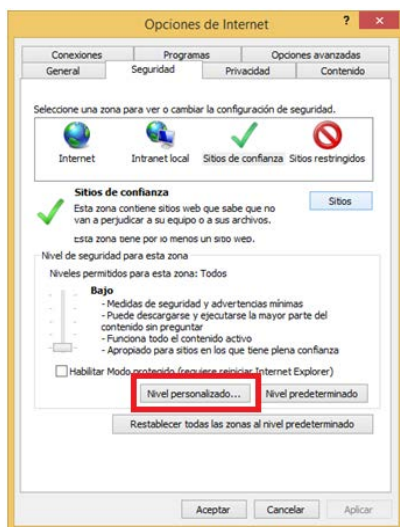 Opciones de Internet
?
×
Conexiones Programas Opciones avanzadas
General Seguridad Privacidad Contenido
Seleccione una zona para ver o cambiar la configuración de seguridad.
Internet Intranet local Sitios de confianza Sitios restringidos
Sitios de confianza
Esta zona contiene sitios web que sabe que no
van a perjudicar a su equipo o a sus archivos.
Sitios
Esta zona tiene por lo menos un sitio web.
Nivel de seguridad para esta zona
Niveles permitidos para esta zona: Todos
Bajo
- Medidas de seguridad y advertencias mínimas
- Puede descargarse y ejecutarse la mayor parte del
contenido sin preguntar
- Funciona todo el contenido activo
- Apropiado para sitios en los que tiene plena confianza
Habilitar Modo protegido (requiere reiniciar Internet Explorer)
Nivel personalizado... Nivel predeterminado
Restablecer todas las zonas al nivel predeterminado
Aceptar Cancelar Aplicar